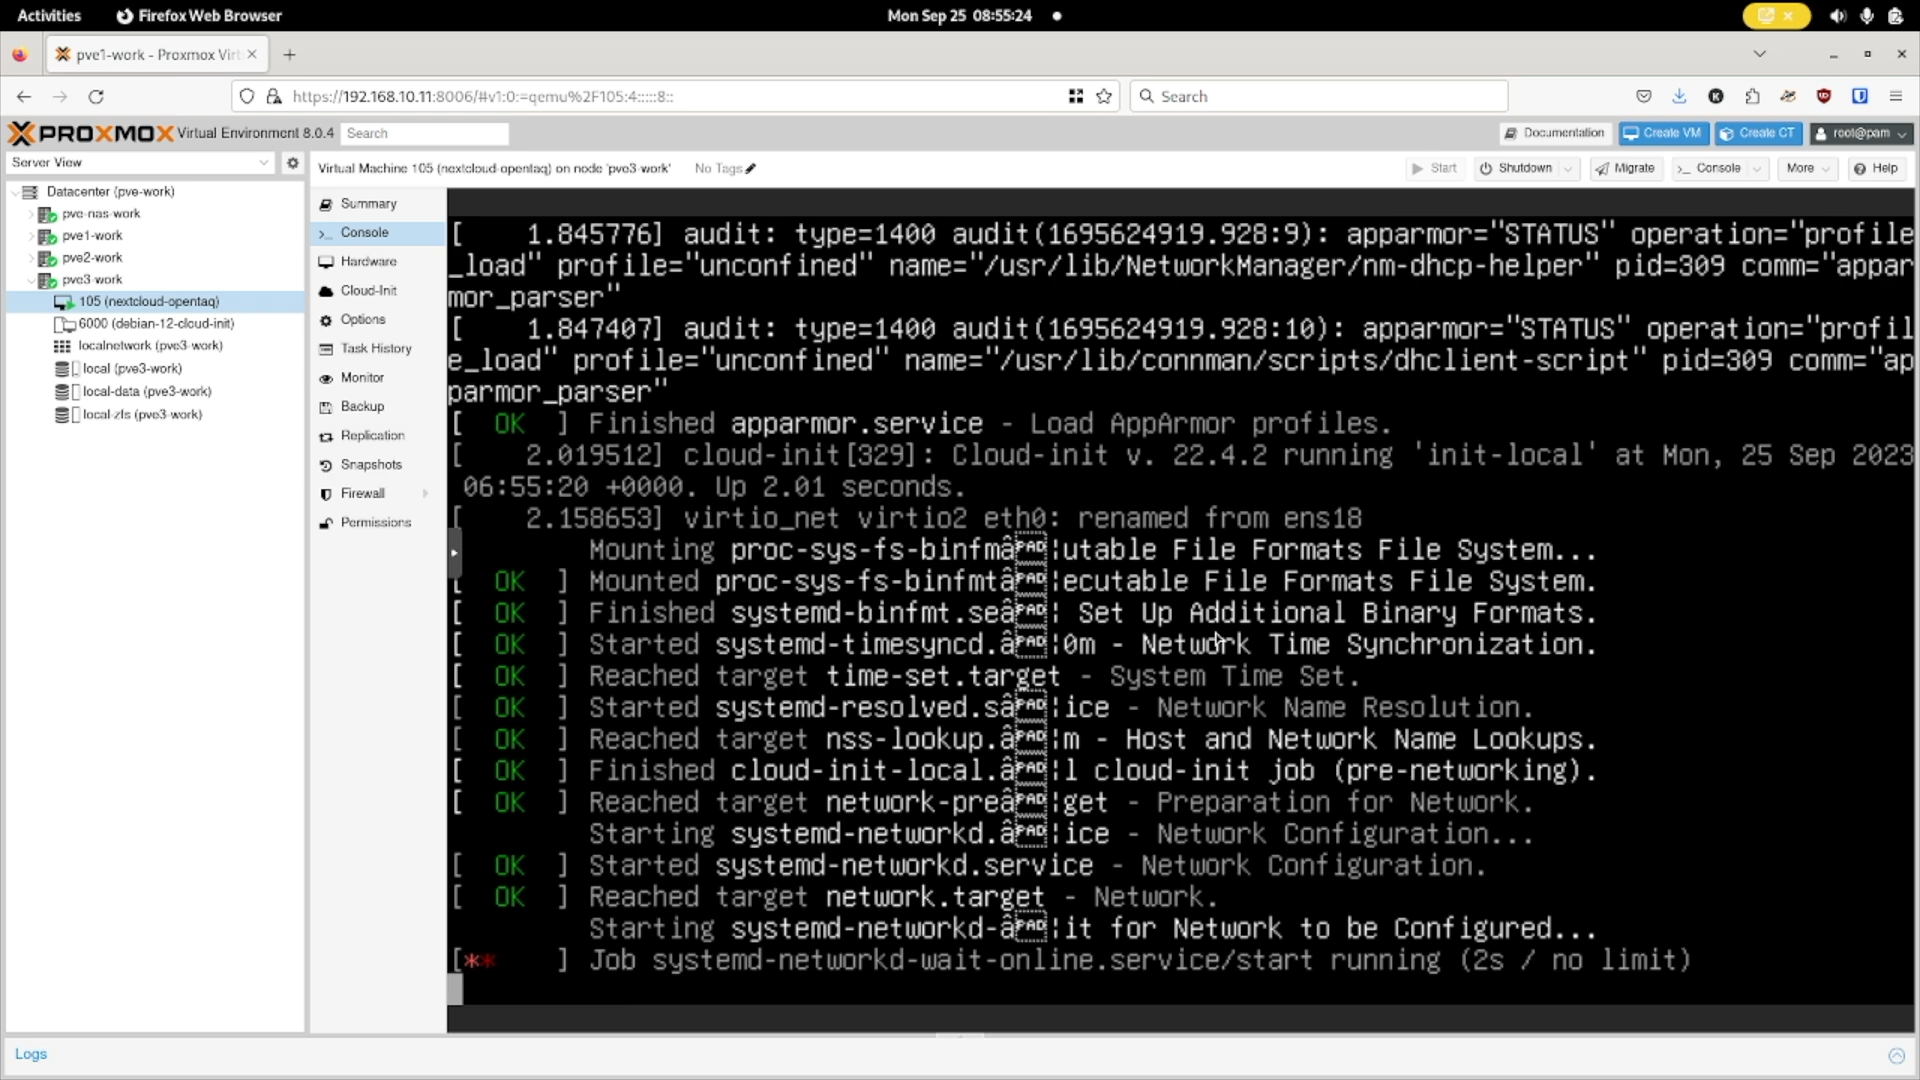 Activities
Firefox Web Browser
Mon Sep 25 08:55:24
pve1-work - Proxmox Virt
https://192.168.10.11:8006/#v1:0:=qemu%2F105:4:::::8::
Search
PROXMOX Virtual Environment 8.0.4
Search
Documentation
Create VM
Create CT
root@pam
Server View
Virtual Machine 105 (nextcloud-opentaq) on node 'pve3-work'
No Tags
Start
Shutdown
Migrate
Console
More
Help
Datacenter (pve-work)
pve-nas-work
pve1-work
pve2-work
pve3-work
105 (nextcloud-opentaq)
6000 (debian-12-cloud-init)
localnetwork (pve3-work)
local (pve3-work)
local-data (pve3-work)
local-zfs (pve3-work)
Summary
Console
Hardware
Cloud-Init
Options
Task History
Monitor
Backup
Replication
Snapshots
Firewall
Permissions
[    1.845776] audit: type=1400 audit(1695624919.928:9): apparmor="STATUS" operation="profile
_load" profile="unconfined" name="/usr/lib/NetworkManager/nm-dhcp-helper" pid=309 comm="appar
mor_parser"
[    1.847407] audit: type=1400 audit(1695624919.928:10): apparmor="STATUS" operation="profil
e_load" profile="unconfined" name="/usr/lib/connman/scripts/dhclient-script" pid=309 comm="ap
parmor_parser"
[  OK  ] Finished apparmor.service - Load AppArmor profiles.
[    2.019512] cloud-init[329]: Cloud-init v. 22.4.2 running 'init-local' at Mon, 25 Sep 2023
06:55:20 +0000. Up 2.01 seconds.
[    2.158653] virtio_net virtio2 eth0: renamed from ens18
Mounting proc-sys-fs-binfmâPAD¦utable File Formats File System...
[  OK  ] Mounted proc-sys-fs-binfmtâPAD¦ecutable File Formats File System.
[  OK  ] Finished systemd-binfmt.seâPAD¦ Set Up Additional Binary Formats.
[  OK  ] Started systemd-timesyncd.âPAD¦0m - Network Time Synchronization.
[  OK  ] Reached target time-set.target - System Time Set.
[  OK  ] Started systemd-resolved.sâPAD¦ice - Network Name Resolution.
[  OK  ] Reached target nss-lookup.âPAD¦m - Host and Network Name Lookups.
[  OK  ] Finished cloud-init-local.âPAD¦l cloud-init job (pre-networking).
[  OK  ] Reached target network-preâPAD¦get - Preparation for Network.
Starting systemd-networkd.âPAD¦ice - Network Configuration...
[  OK  ] Started systemd-networkd.service - Network Configuration.
[  OK  ] Reached target network.target - Network.
Starting systemd-networkd-âPAD¦it for Network to be Configured...
[**    ] Job systemd-networkd-wait-online.service/start running (2s / no limit)
Logs